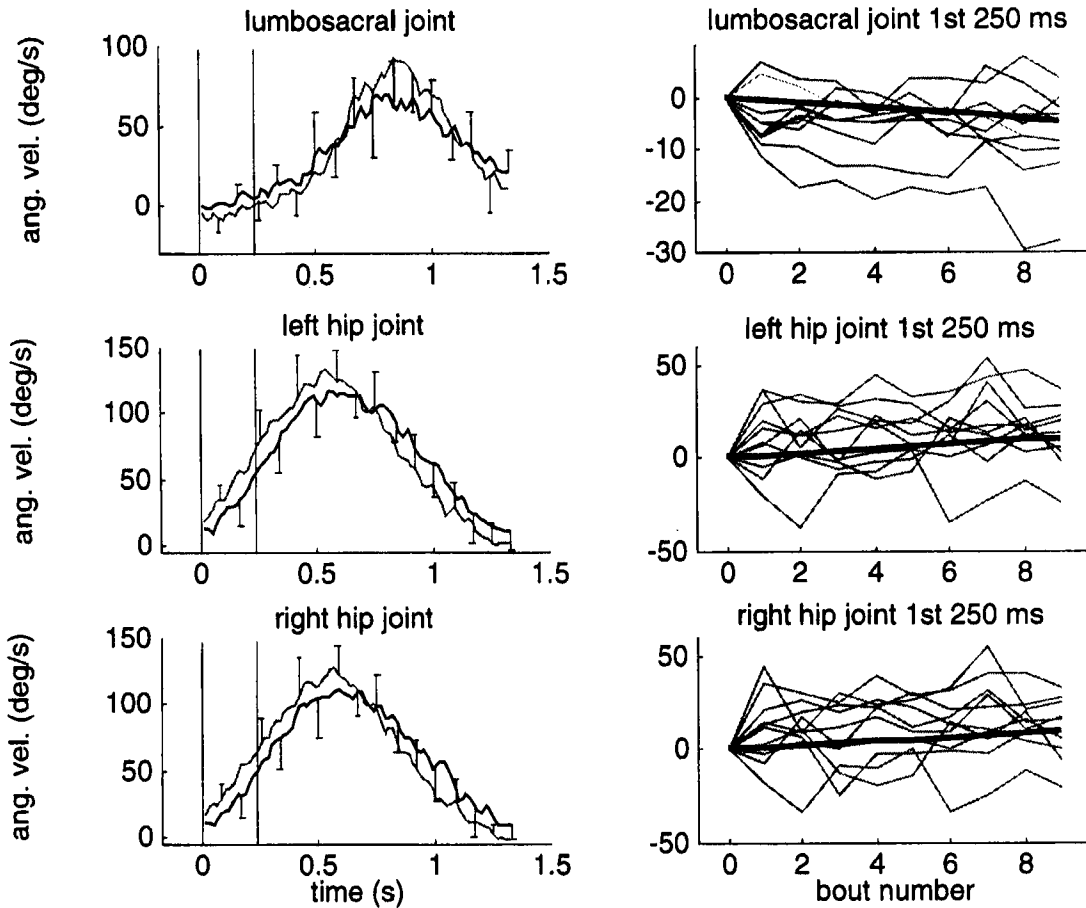 lumbosacral joint
ang. vel. (deg/s)
100
50
0
0 0.5 1 1.5
lumbosacral joint 1st 250 ms
0
-10
-20
-30
0 2 4 6 8
left hip joint
ang. vel. (deg/s)
150
100
50
0
0 0.5 1 1.5
left hip joint 1st 250 ms
50
0
-50
0 2 4 6 8
right hip joint
ang. vel. (deg/s)
150
100
50
0
0 0.5 1 1.5
time (s)
right hip joint 1st 250 ms
50
0
-50
0 2 4 6 8
bout number